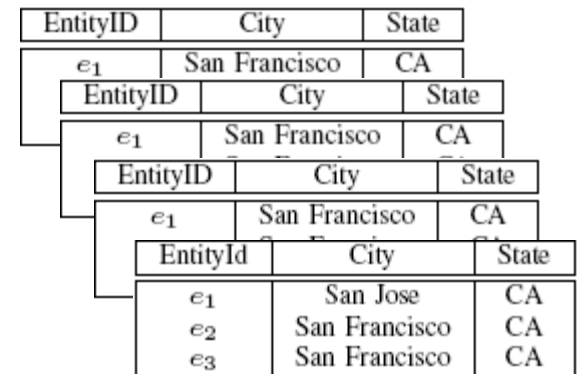 EntityID City State
e1 San Francisco CA
EntityID City State
e1 San Francisco CA
EntityID City State
e1 San Francisco CA
EntityId City State
e1 San Jose CA
e2 San Francisco CA
e3 San Francisco CA